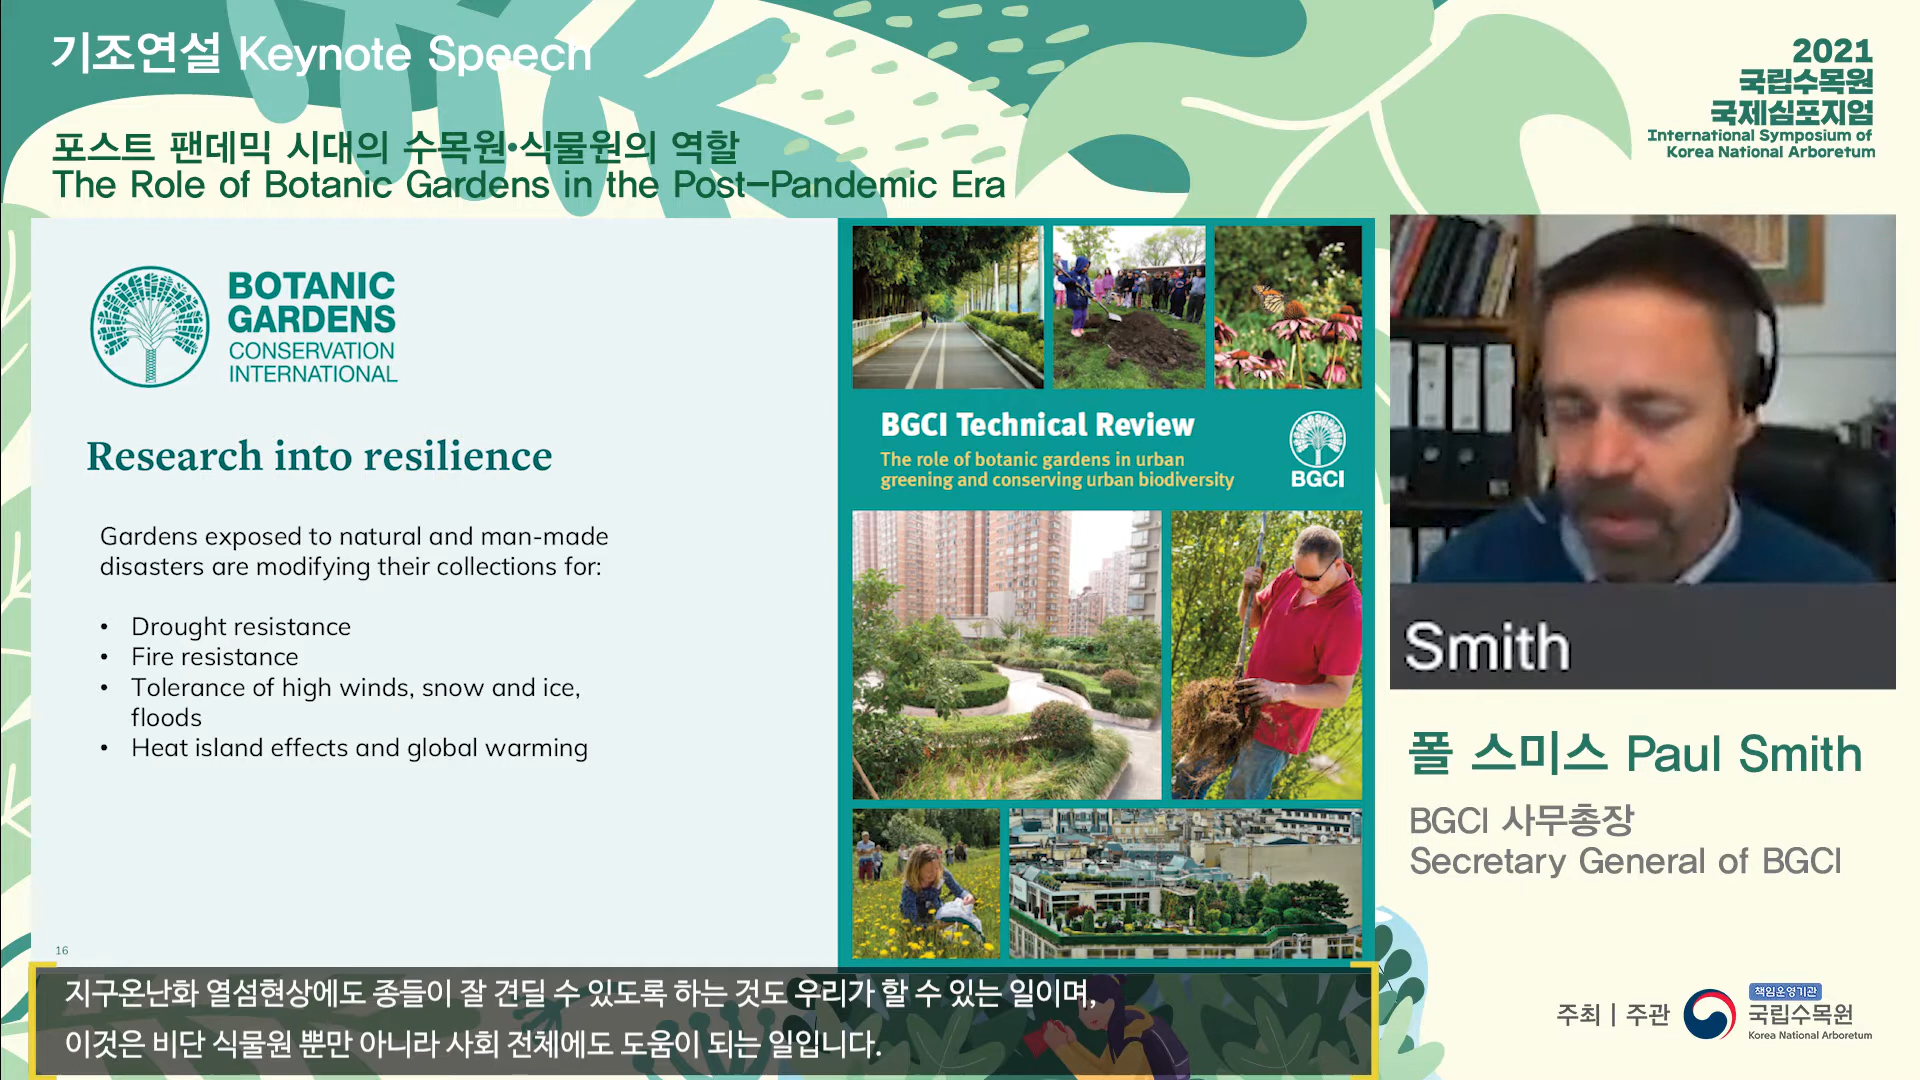 기조연설 Keynote Speech
포스트 팬데믹 시대의 수목원•식물원의 역할
The Role of Botanic Gardens in the Post-Pandemic Era
2021
국립수목원
국제심포지엄
International Symposium of
Korea National Arboretum
BOTANIC
GARDENS
CONSERVATION
INTERNATIONAL
Research into resilience
Gardens exposed to natural and man-made
disasters are modifying their collections for:
• Drought resistance
• Fire resistance
• Tolerance of high winds, snow and ice,
floods
• Heat island effects and global warming
16
BGCI Technical Review
The role of botanic gardens in urban
greening and conserving urban biodiversity
BGCI
Smith
폴 스미스 Paul Smith
BGCI 사무총장
Secretary General of BGCI
지구온난화 열섬현상에도 종들이 잘 견딜 수 있도록 하는 것도 우리가 할 수 있는 일이며,
이것은 비단 식물원 뿐만 아니라 사회 전체에도 도움이 되는 일입니다.
주최 | 주관
책임운영기관
국립수목원
Korea National Arboretum